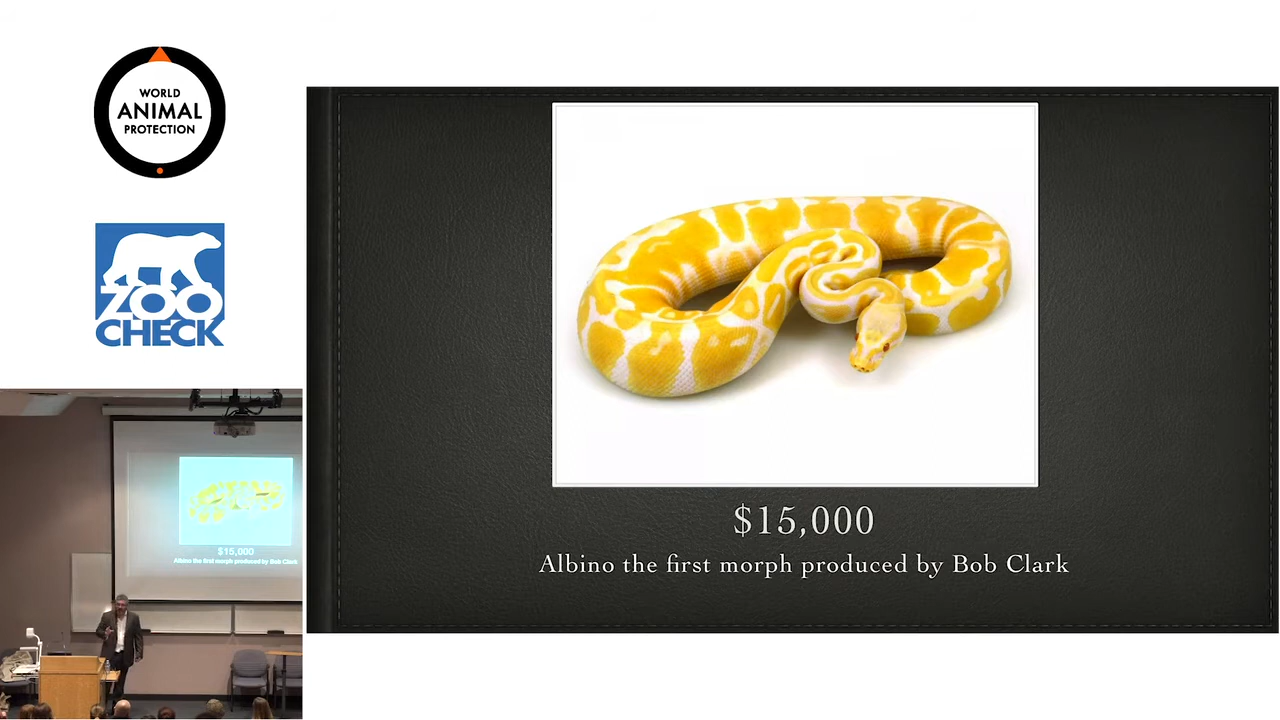 WORLD
ANIMAL
PROTECTION
ZOO
CHECK
$15,000
Albino the first morph produced by Bob Clark
$15,000
Albino the first morph produced by Bob Clark